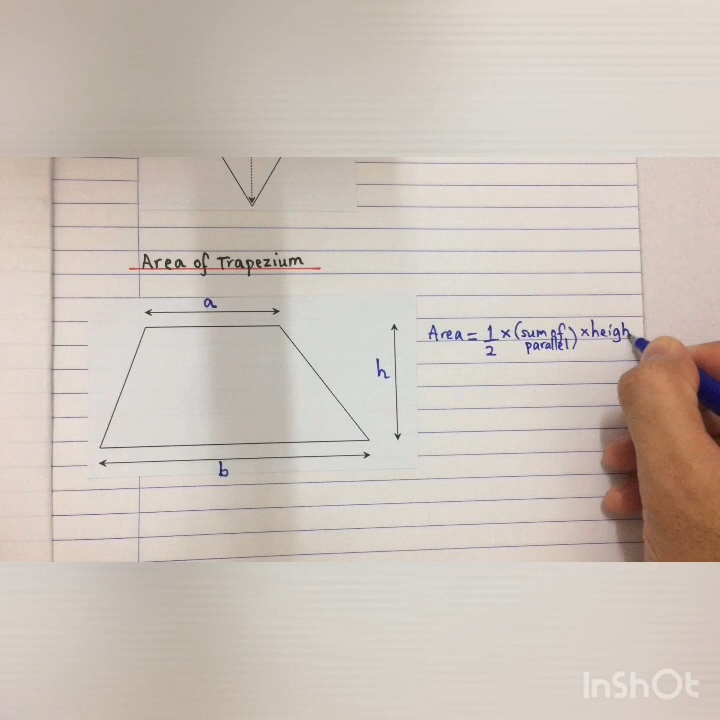 Area of Trapezium
a
Area = 1/2 × (sum of parallel) × heigh
h
b
InShOt